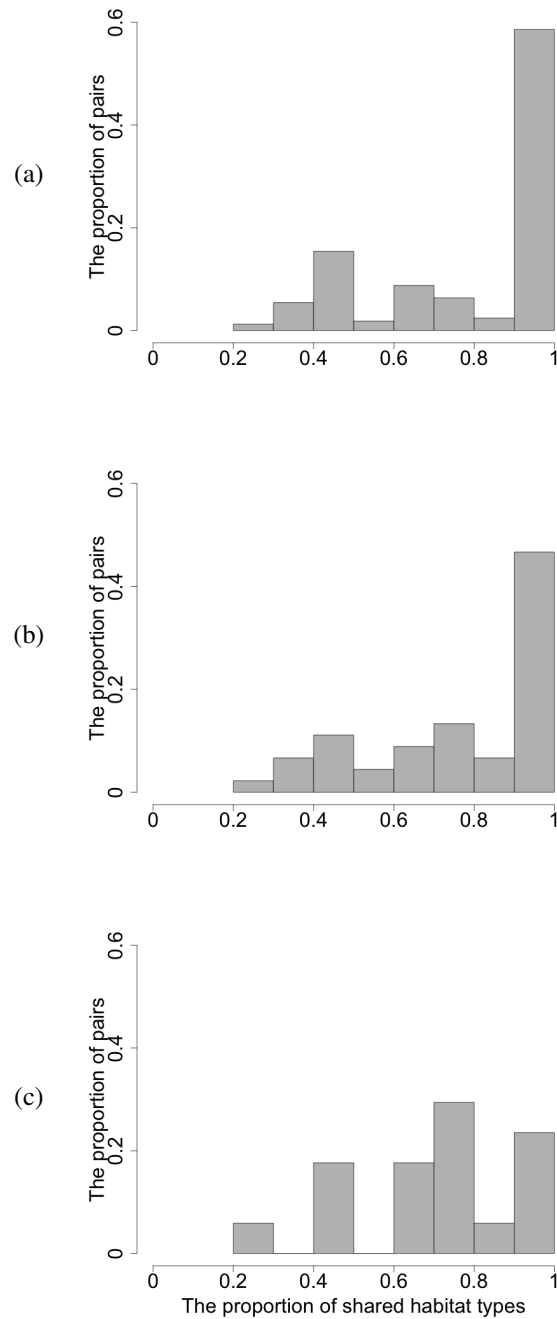 (a)
The proportion of pairs
0 0.2 0.4 0.6
0 0.2 0.4 0.6 0.8 1
(b)
The proportion of pairs
0 0.2 0.4 0.6
0 0.2 0.4 0.6 0.8 1
(c)
The proportion of pairs
0 0.2 0.4 0.6
0 0.2 0.4 0.6 0.8 1
The proportion of shared habitat types